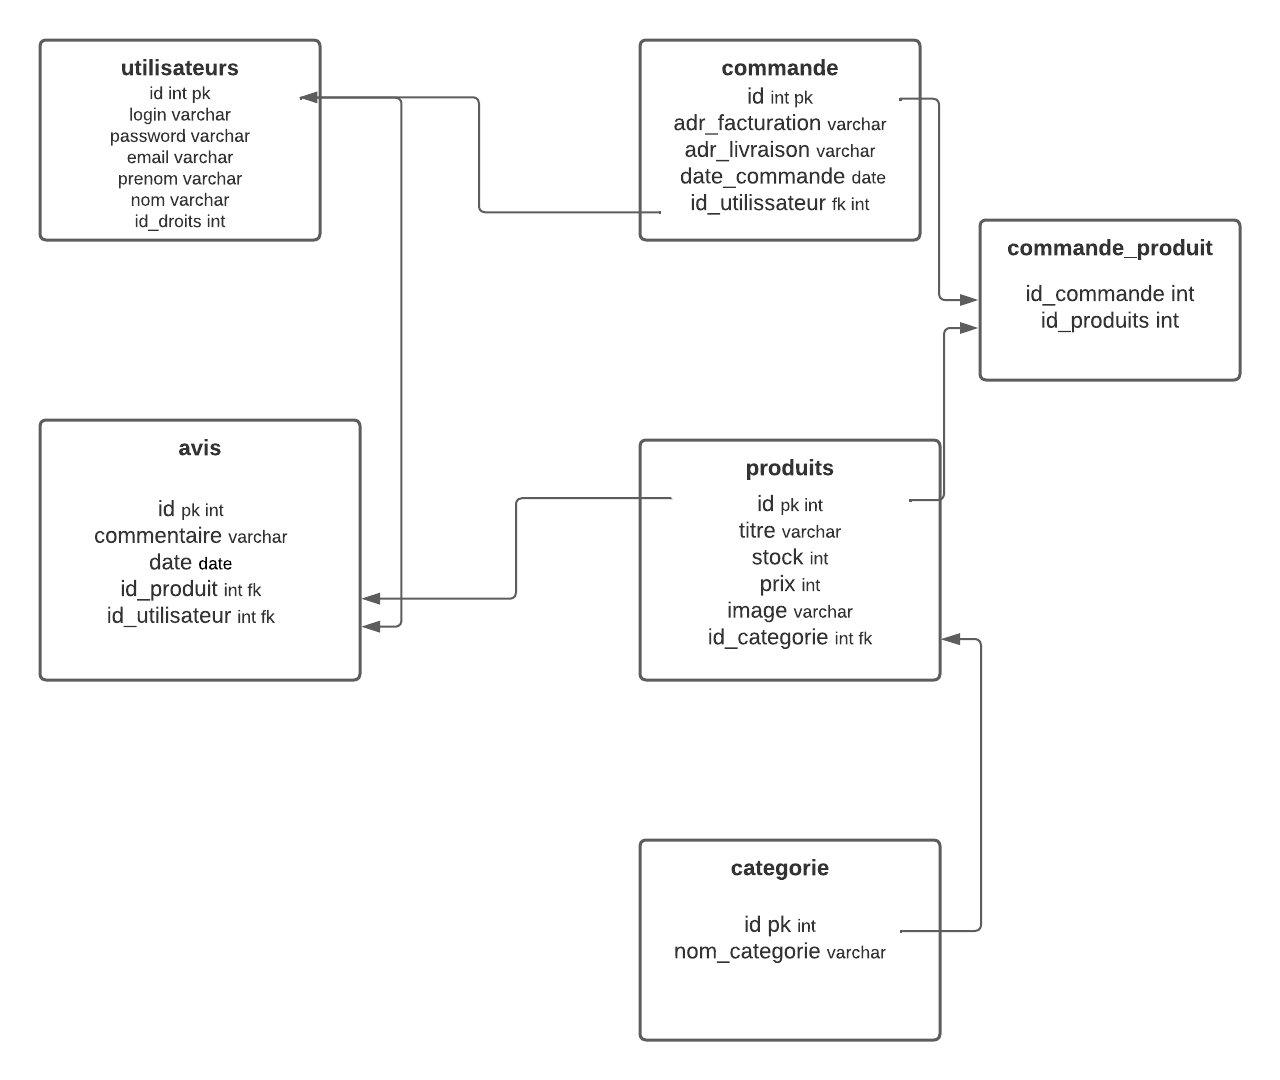 utilisateurs
id int pk
login varchar
password varchar
email varchar
prenom varchar
nom varchar
id_droits int
commande
id int pk
adr_facturation varchar
adr_livraison varchar
date_commande date
id_utilissateur fk int
commande_produit
id_commande int
id_produits int
avis
id pk int
commentaire varchar
date date
id_produit int fk
id_utilisateur int fk
produits
id pk int
titre varchar
stock int
prix int
image varchar
id_categorie int fk
categorie
id pk int
nom_categorie varchar